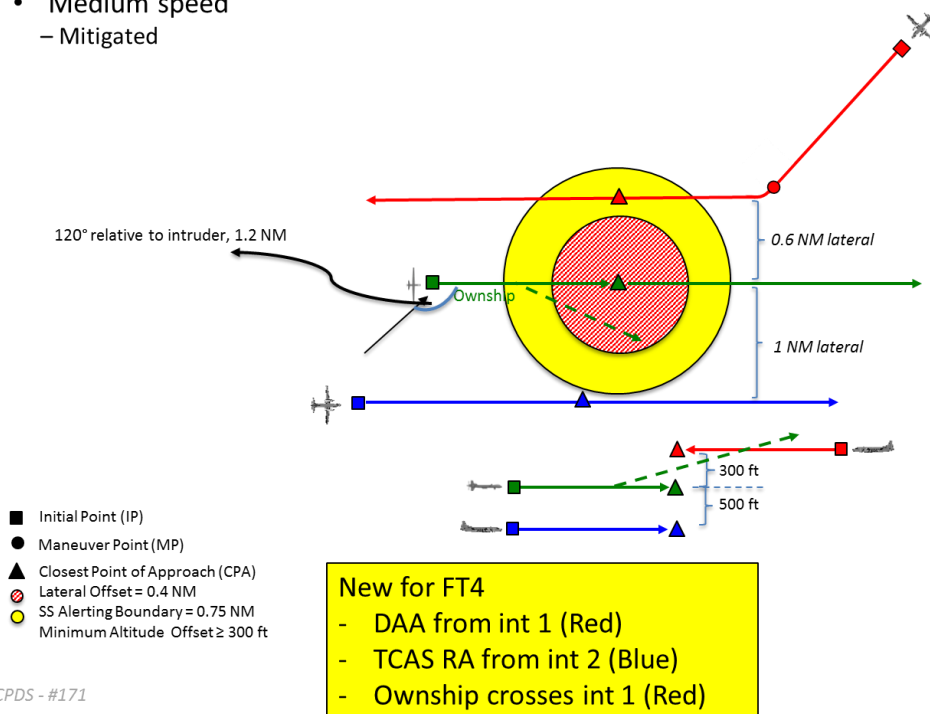 • Medium speed
– Mitigated
120° relative to intruder, 1.2 NM
Ownship
0.6 NM lateral
1 NM lateral
300 ft
500 ft
Initial Point (IP)
Maneuver Point (MP)
Closest Point of Approach (CPA)
Lateral Offset = 0.4 NM
SS Alerting Boundary = 0.75 NM
Minimum Altitude Offset ≥ 300 ft
New for FT4
- DAA from int 1 (Red)
- TCAS RA from int 2 (Blue)
- Ownship crosses int 1 (Red)
CPDS - #171